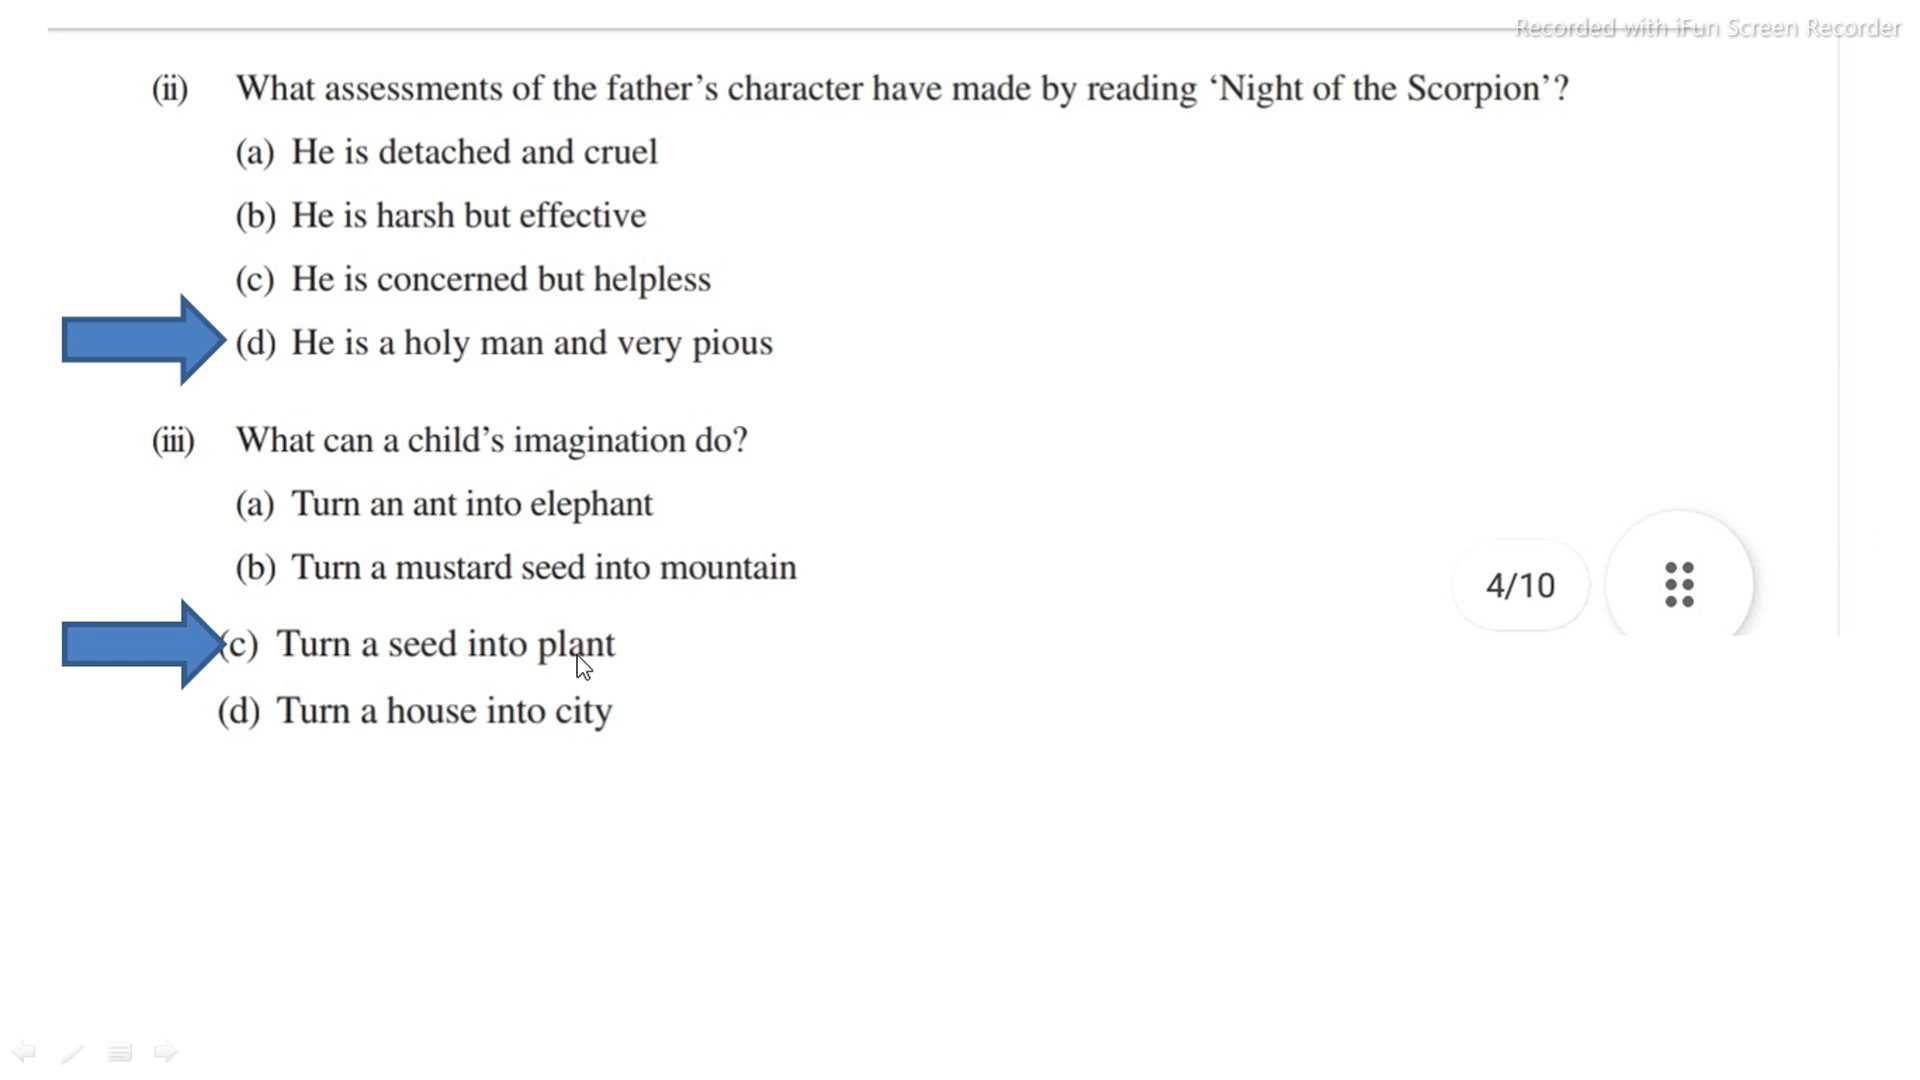 Recorded with iFun Screen Recorder
(ii) What assessments of the father’s character have made by reading ‘Night of the Scorpion’?
(a) He is detached and cruel
(b) He is harsh but effective
(c) He is concerned but helpless
(d) He is a holy man and very pious
(iii) What can a child’s imagination do?
(a) Turn an ant into elephant
(b) Turn a mustard seed into mountain
4/10
(c) Turn a seed into plant
(d) Turn a house into city